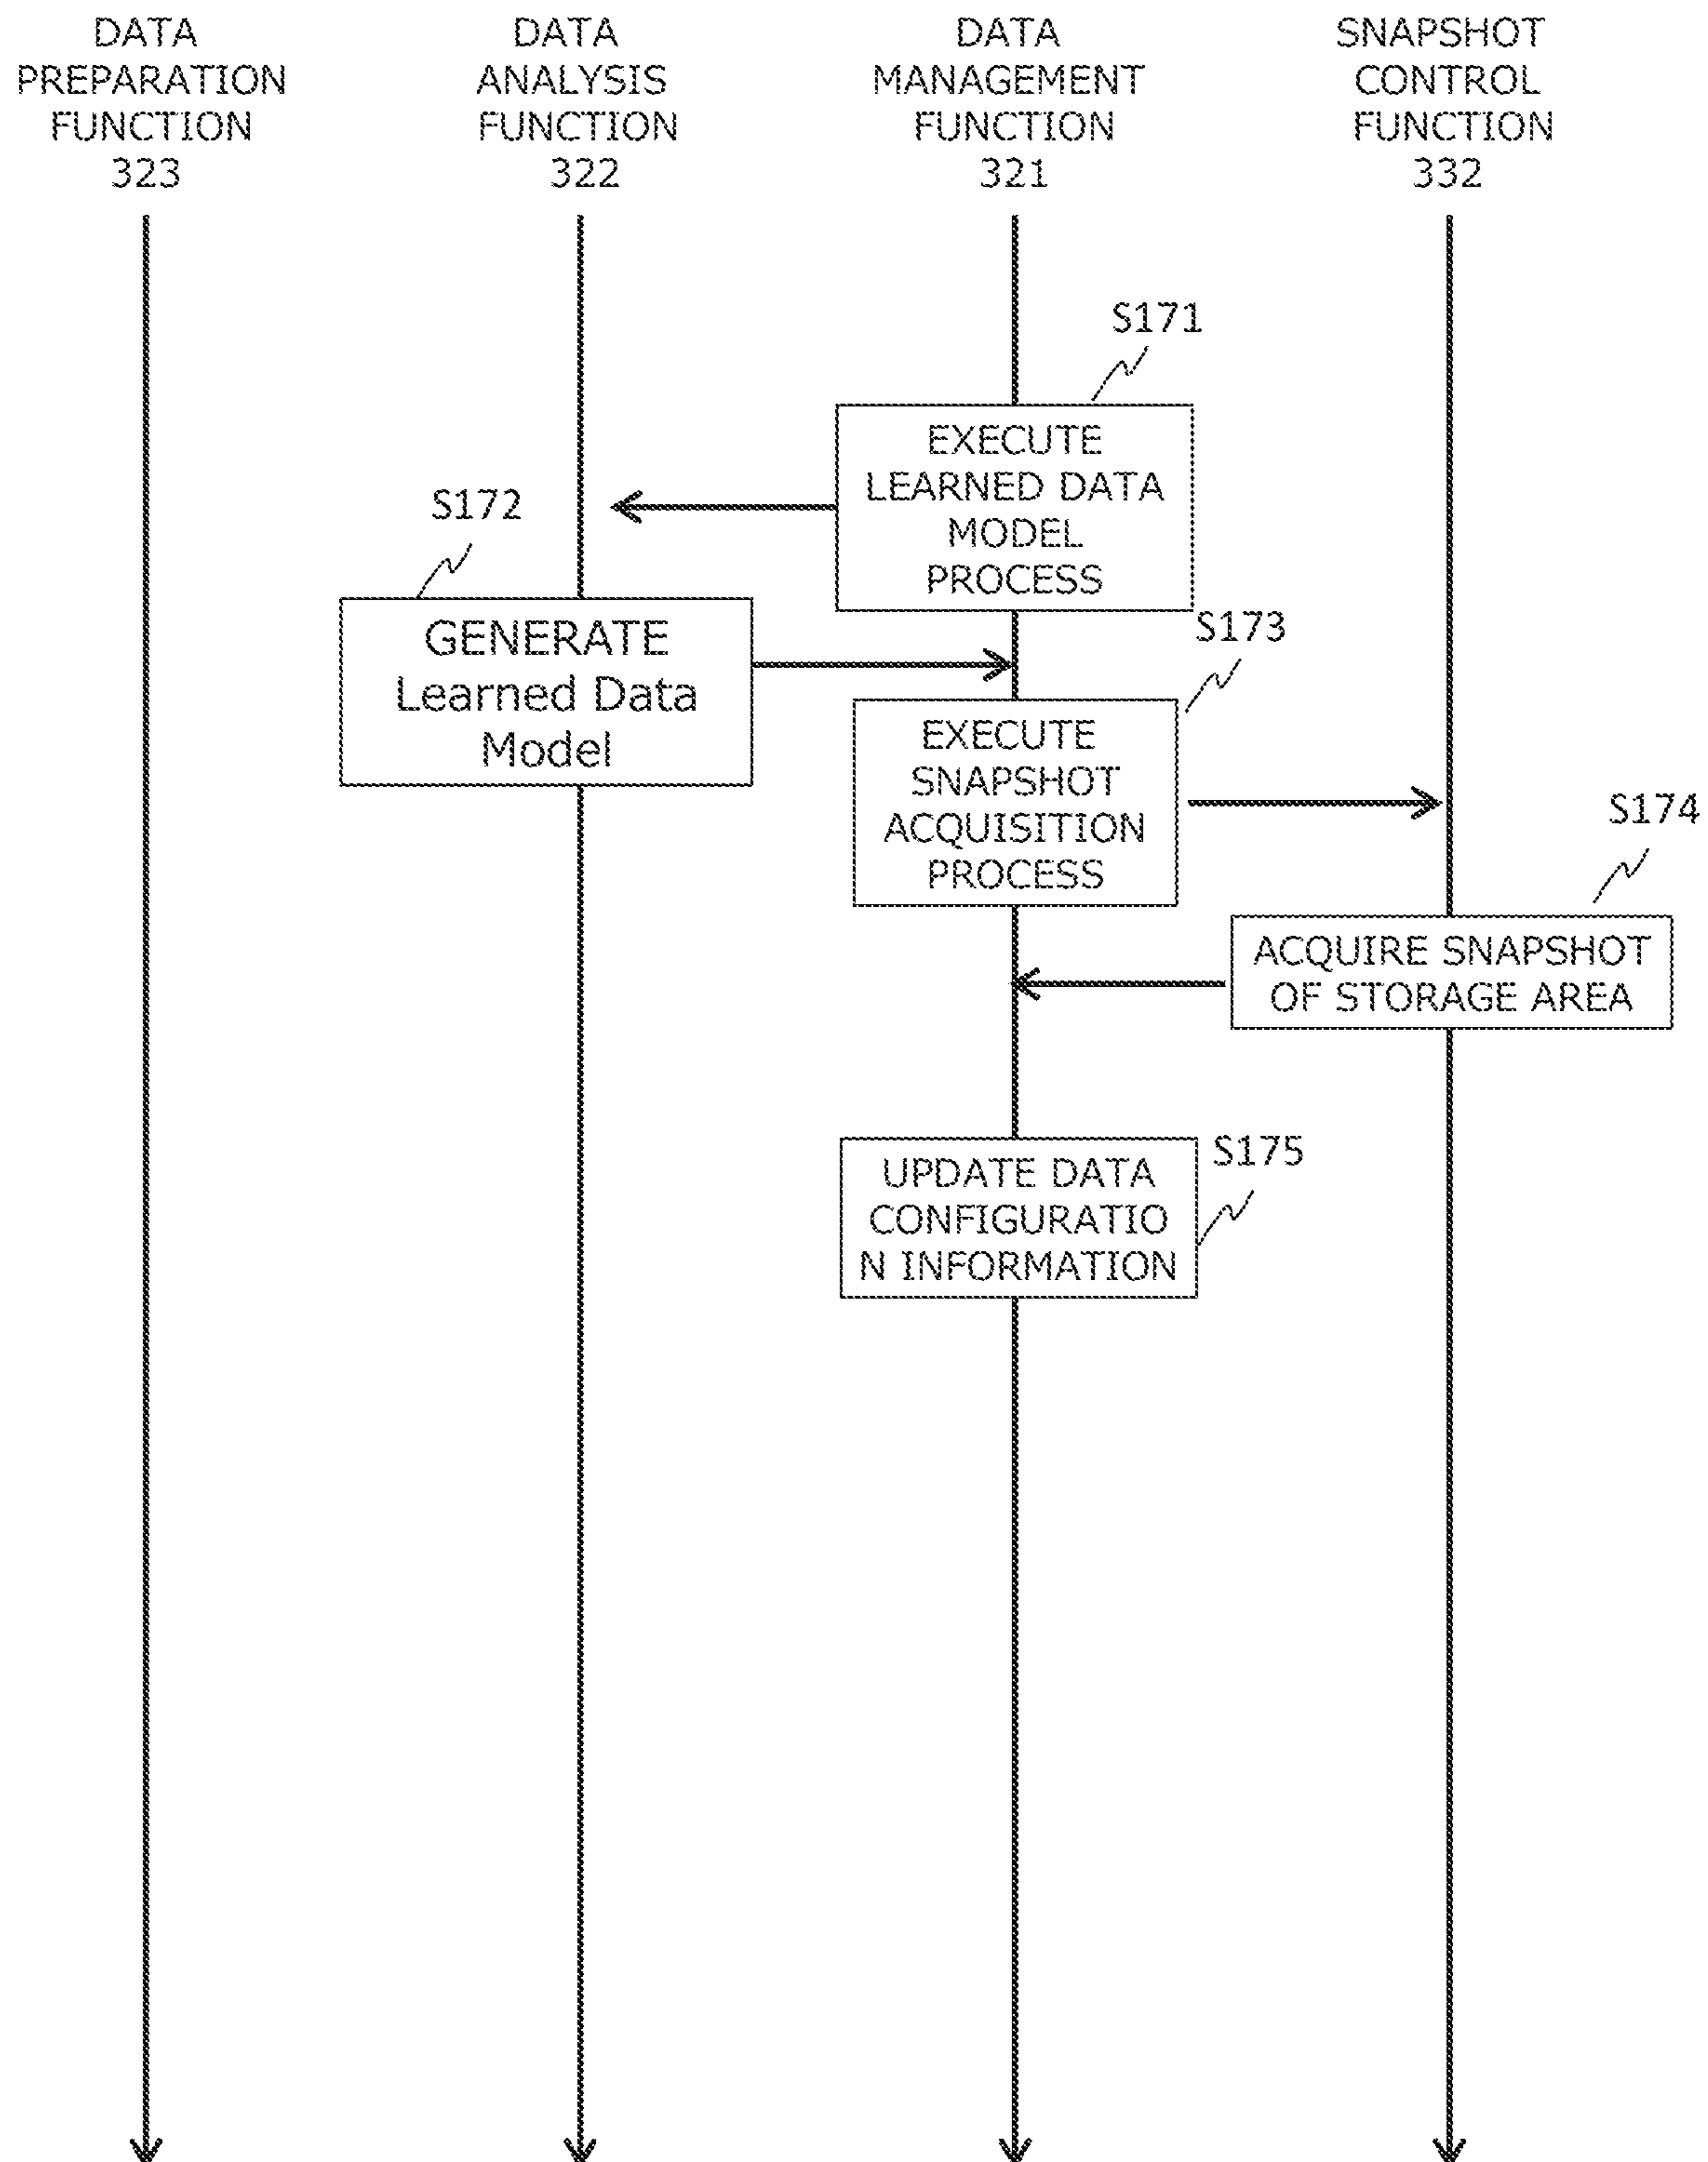 DATA
PREPARATION
FUNCTION
323
DATA
ANALYSIS
FUNCTION
322
DATA
MANAGEMENT
FUNCTION
321
SNAPSHOT
CONTROL
FUNCTION
332
S171
EXECUTE
LEARNED DATA
MODEL
PROCESS
S172
GENERATE
Learned Data
Model
S173
EXECUTE
SNAPSHOT
ACQUISITION
PROCESS
S174
ACQUIRE SNAPSHOT
OF STORAGE AREA
S175
UPDATE DATA
CONFIGURATIO
N INFORMATION